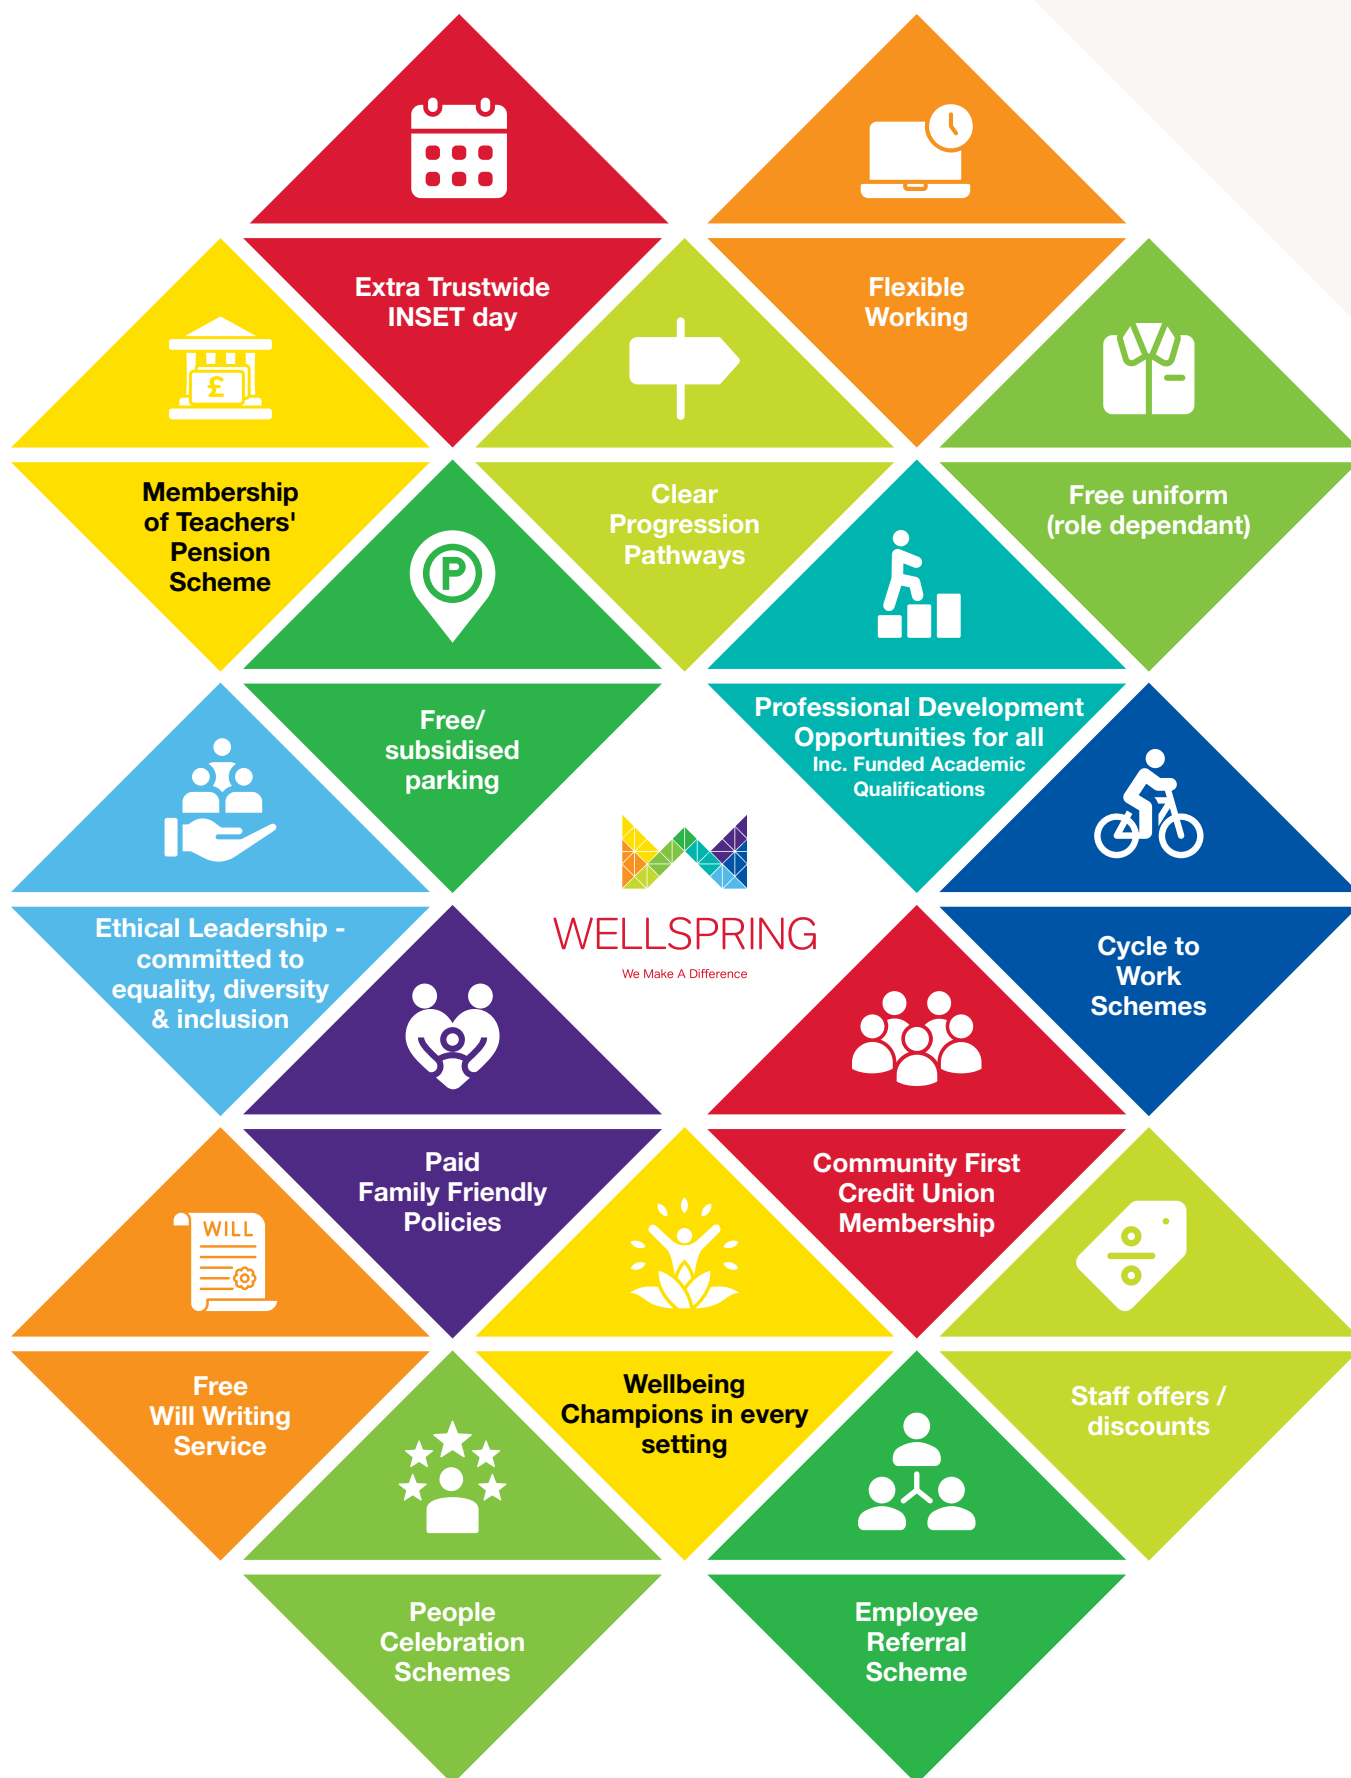 Extra Trustwide
INSET day
Flexible
Working
£
Membership
of Teachers'
Pension
Scheme
Clear
Progression
Pathways
Free uniform
(role dependant)
P
Free/
subsidised
parking
Professional Development
Opportunities for all
Inc. Funded Academic
Qualifications
WELLSPRING
We Make A Difference
Ethical Leadership -
committed to
equality, diversity
& inclusion
Cycle to
Work
Schemes
Paid
Family Friendly
Policies
Community First
Credit Union
Membership
WILL
Free
Will Writing
Service
Wellbeing
Champions in every
setting
Staff offers /
discounts
People
Celebration
Schemes
Employee
Referral
Scheme